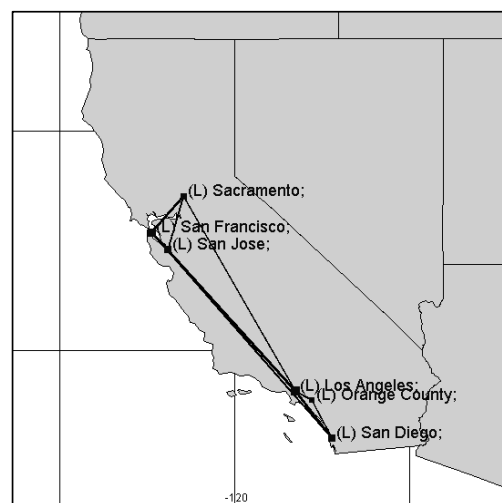 (L) Sacramento;
(L) San Francisco;
(L) San Jose;
(L) Los Angeles;
(L) Orange County;
(L) San Diego;
-120